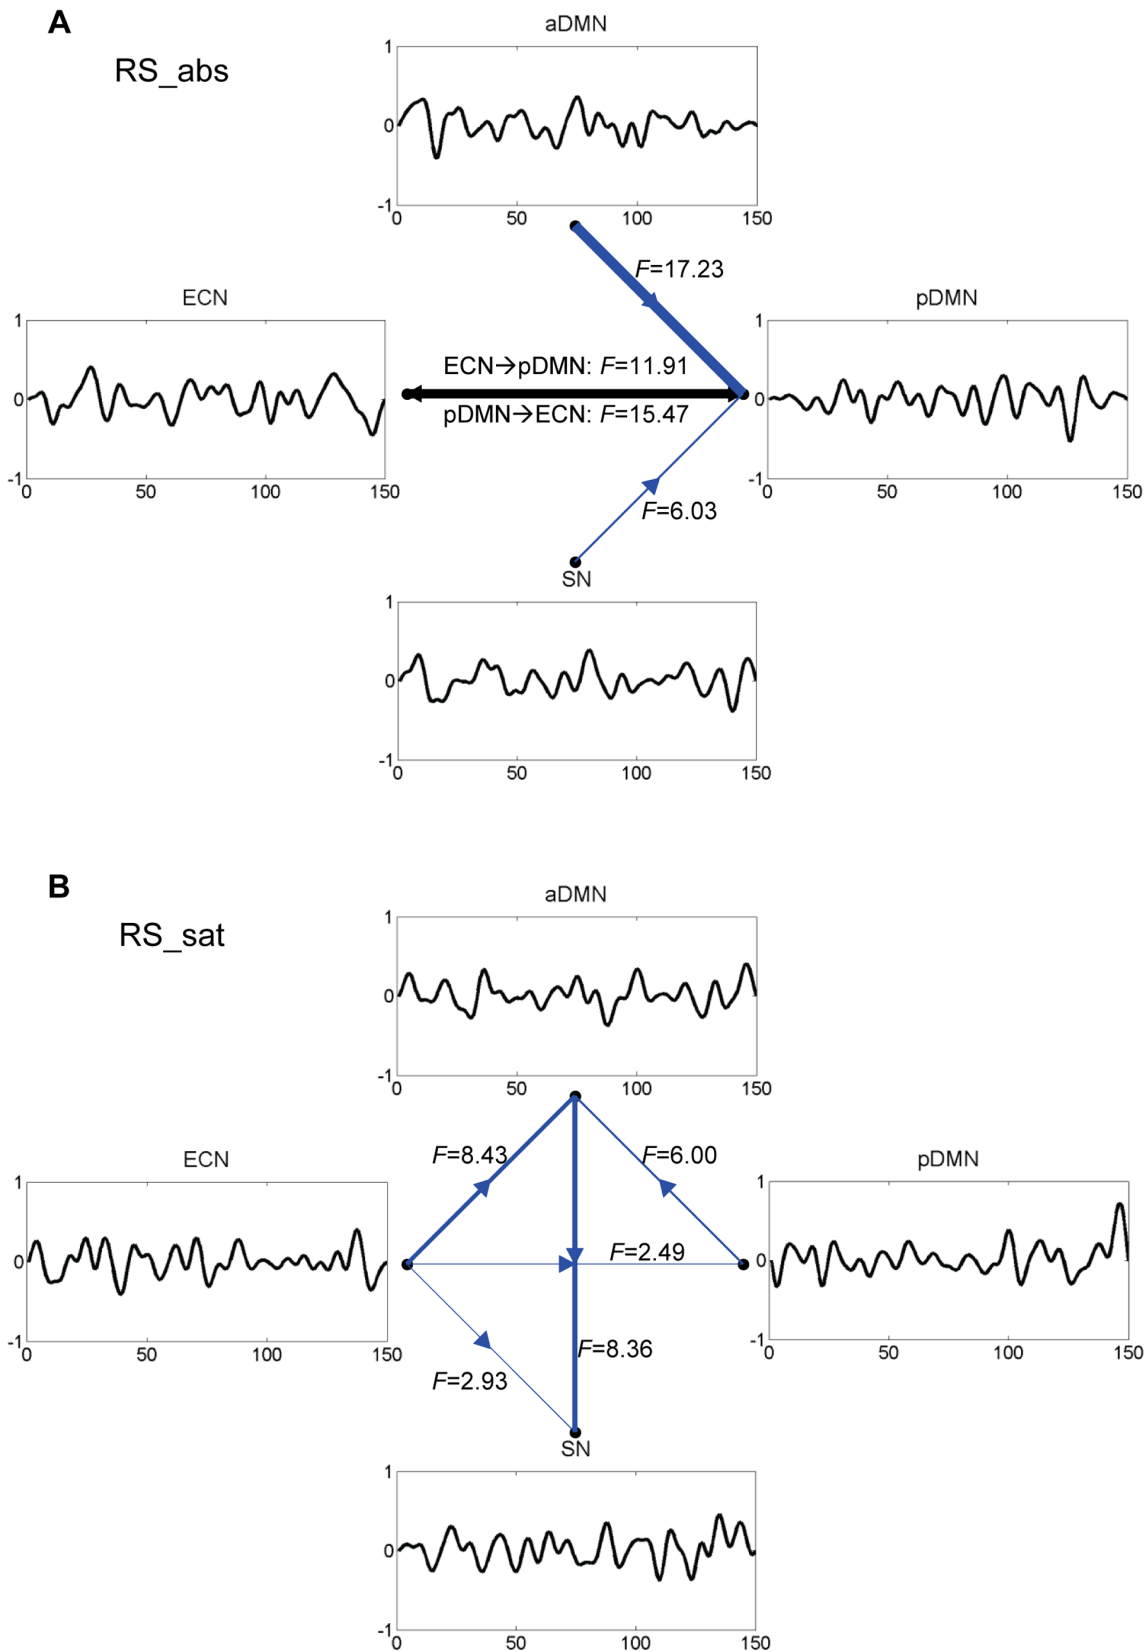 A
RS_abs
aDMN
1
0
-1
0 50 100 150
F=17.23
ECN
1
0
-1
0 50 100 150
ECN→pDMN: F=11.91
pDMN→ECN: F=15.47
pDMN
1
0
-1
0 50 100 150
F=6.03
SN
1
0
-1
0 50 100 150
B
RS_sat
aDMN
1
0
-1
0 50 100 150
ECN
1
0
-1
0 50 100 150
F=8.43
F=6.00
F=2.49
F=8.36
F=2.93
pDMN
1
0
-1
0 50 100 150
SN
1
0
-1
0 50 100 150